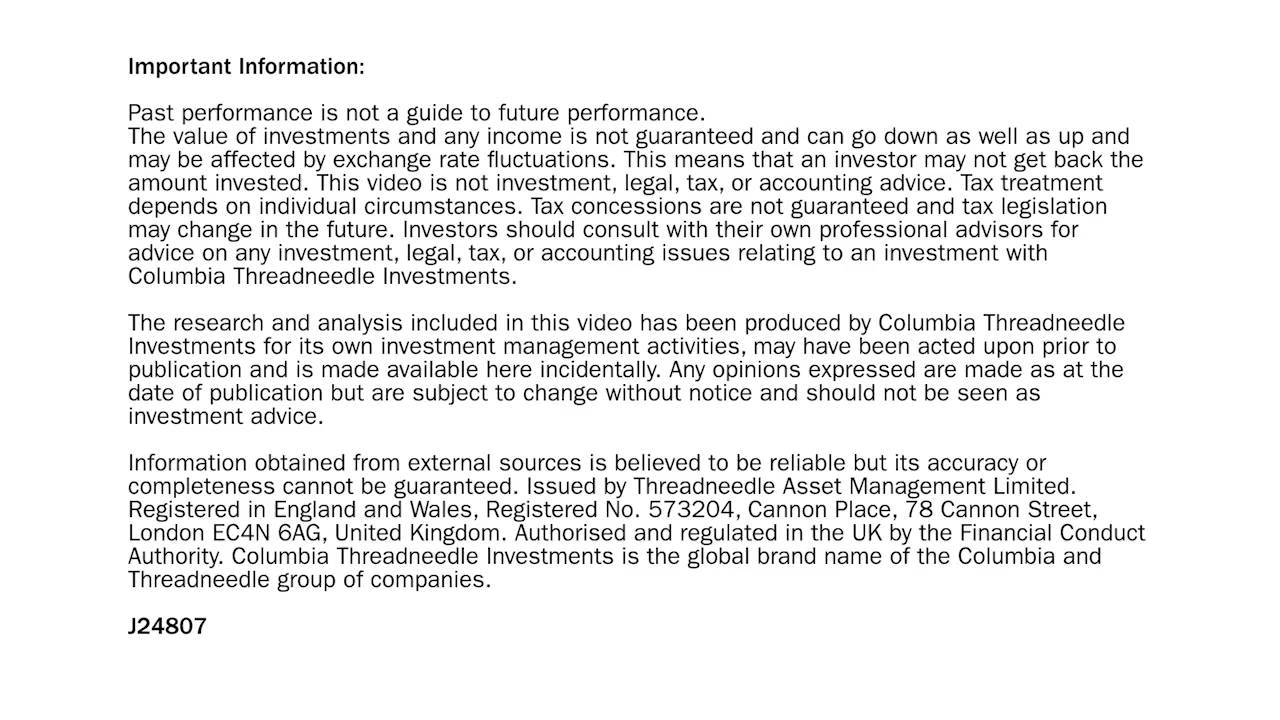 Important Information:
Past performance is not a guide to future performance.
The value of investments and any income is not guaranteed and can go down as well as up and
may be affected by exchange rate fluctuations. This means that an investor may not get back the
amount invested. This video is not investment, legal, tax, or accounting advice. Tax treatment
depends on individual circumstances. Tax concessions are not guaranteed and tax legislation
may change in the future. Investors should consult with their own professional advisors for
advice on any investment, legal, tax, or accounting issues relating to an investment with
Columbia Threadneedle Investments.
The research and analysis included in this video has been produced by Columbia Threadneedle
Investments for its own investment management activities, may have been acted upon prior to
publication and is made available here incidentally. Any opinions expressed are made as at the
date of publication but are subject to change without notice and should not be seen as
investment advice.
Information obtained from external sources is believed to be reliable but its accuracy or
completeness cannot be guaranteed. Issued by Threadneedle Asset Management Limited.
Registered in England and Wales, Registered No. 573204, Cannon Place, 78 Cannon Street,
London EC4N 6AG, United Kingdom. Authorised and regulated in the UK by the Financial Conduct
Authority. Columbia Threadneedle Investments is the global brand name of the Columbia and
Threadneedle group of companies.
J24807